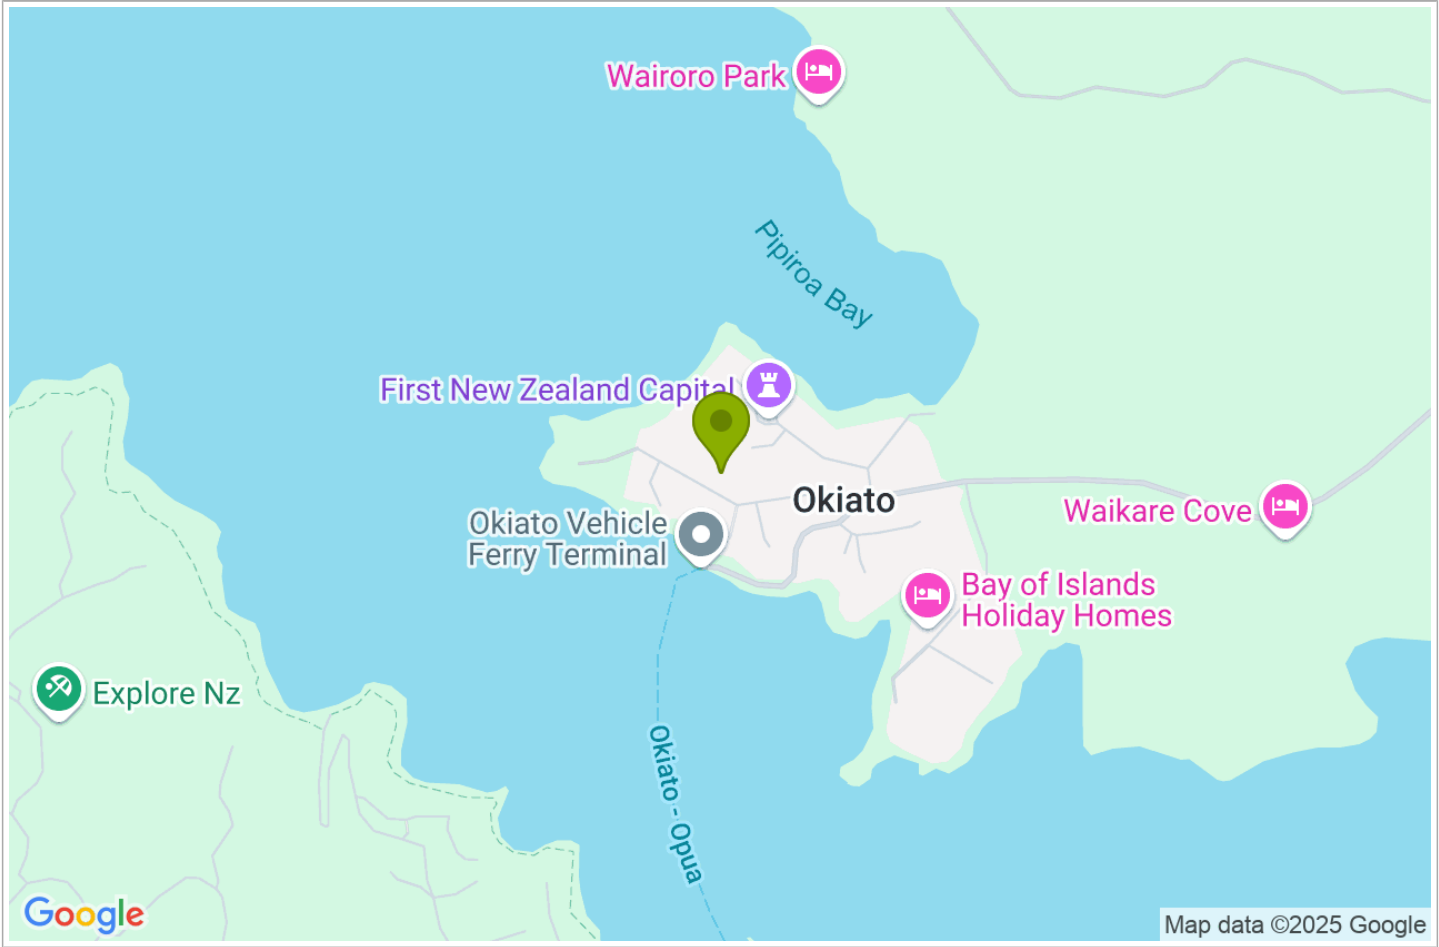 Wairoro Park
Pipiroa Bay
First New Zealand Capital
Okiato
Waikare Cove
Okiato Vehicle
Ferry Terminal
Bay of Islands
Holiday Homes
Explore Nz
Okiato - Opua
Google
Map data ©2025 Google